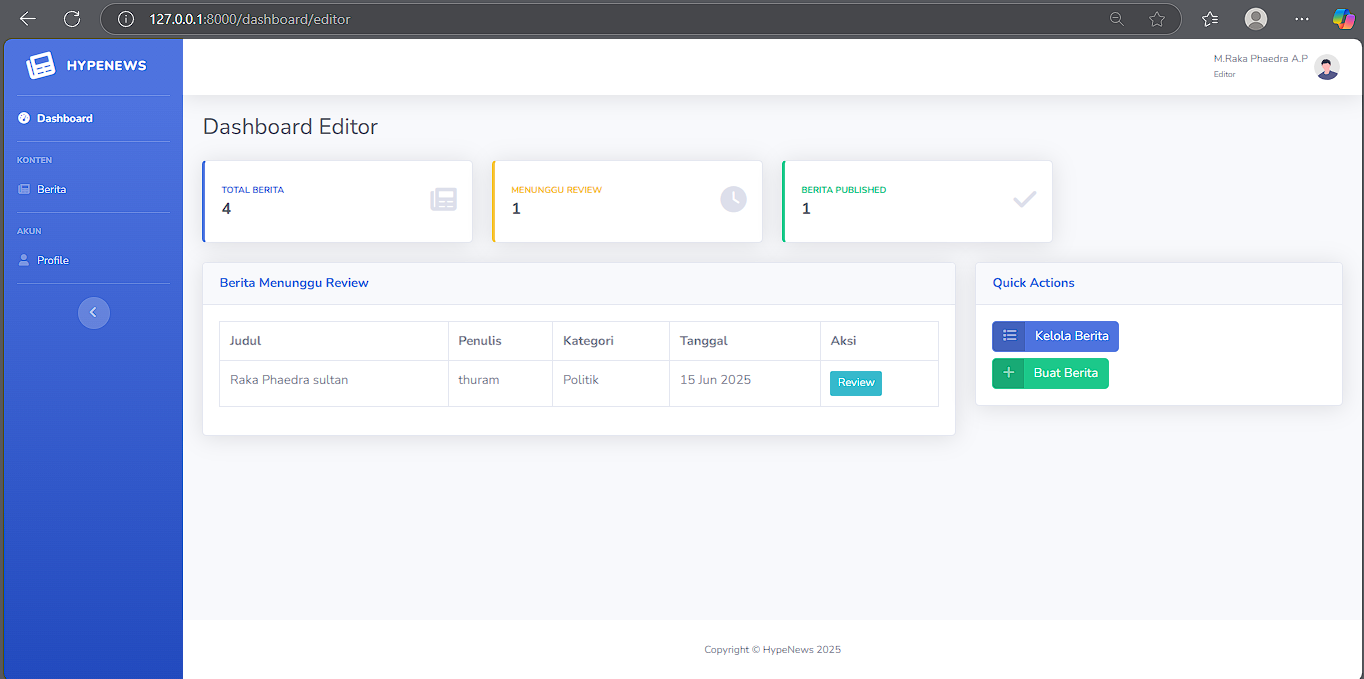 127.0.0.1:8000/dashboard/editor
HYPENEWS
M.Raka Phaedra A.P
Editor
Dashboard
KONTEN
Berita
AKUN
Profile
Dashboard Editor
TOTAL BERITA
4
MENUNGGU REVIEW
1
BERITA PUBLISHED
1
Berita Menunggu Review
Judul Penulis Kategori Tanggal Aksi
Raka Phaedra sultan thuram Politik 15 Jun 2025 Review
Quick Actions
Kelola Berita
Buat Berita
Copyright © HypeNews 2025